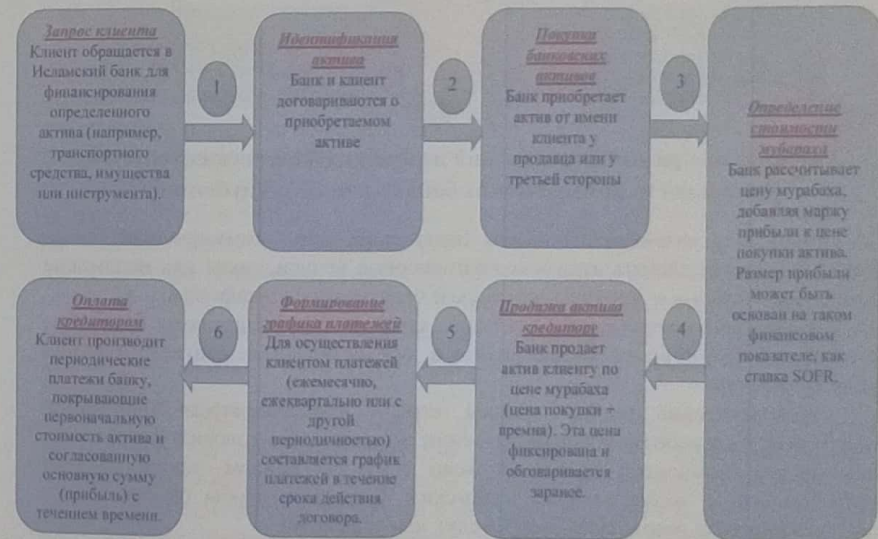 Запрос клиента
Клиент обращается в
Исламский банк для
финансирования
определенного
актива (например,
транспортного
средства, имущества
или инструмента).
1
Идентификация
актива
Банк и клиент
договариваются о
приобретаемом
активе
2
Покупка
банковских
активов
Банк приобретает
актив от имени
клиента у
продавца или у
третьей стороны
3
Определение
стоимости
мубараха
Банк рассчитывает
цену мурабаха,
добавляя маржу
прибыли к цене
покупки актива.
Размер прибыли
может быть
основан на таком
финансовом
показателе, как
ставка SOFR.
4
Продажа актива
кредитору
Банк продает
актив клиенту по
цене мурабаха
(цена покупки +
время). Эта цена
фиксирована и
обговаривается
заранее.
5
Формирование
графика платежей
Для осуществления
клиентом платежей
(ежемесячно,
ежеквартально или с
другой
периодичностью)
составляется график
платежей в течение
срока действия
договора.
6
Оплата
кредитором
Клиент производит
периодические
платежи банку,
покрывающие
первоначальную
стоимость актива и
согласованную
основную сумму
(прибыль) с
течением времени.